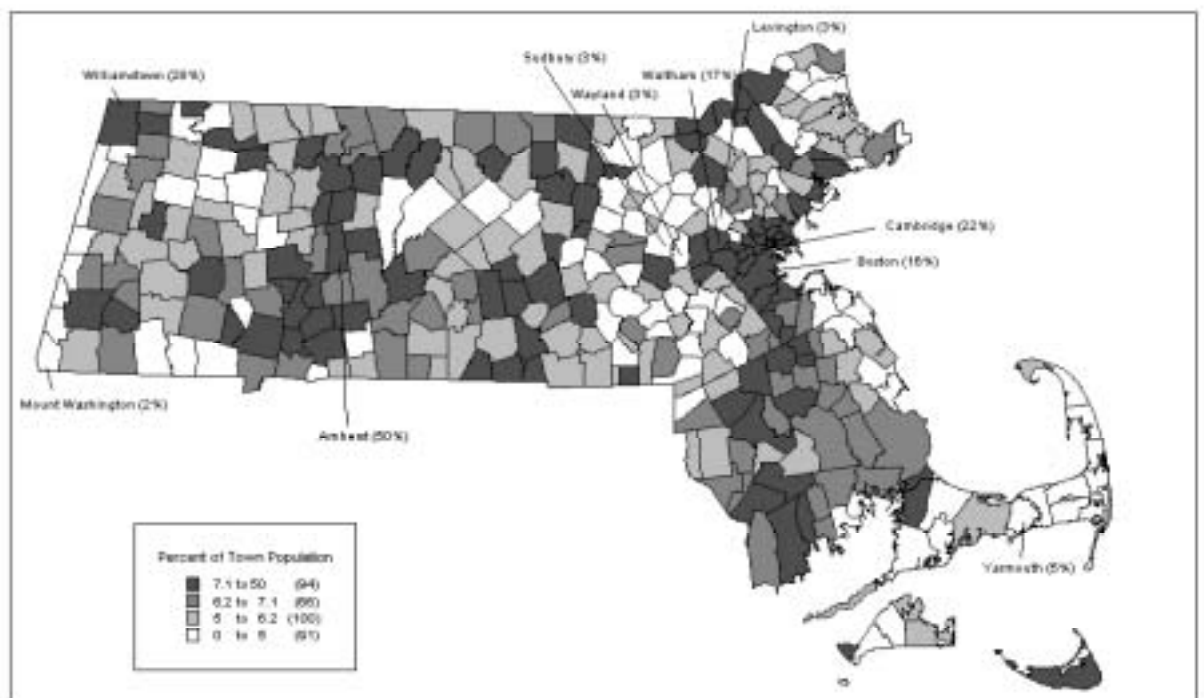 Lexington (3%)
Sudbury (3%)
Williamstown (28%)
Waltham (17%)
Wayland (3%)
Cambridge (22%)
Boston (16%)
Mount Washington (2%)
Amherst (50%)
Yarmouth (5%)
Percent of Town Population
7.1 to 50 (94)
6.2 to 7.1 (66)
5 to 6.2 (100)
0 to 5 (91)